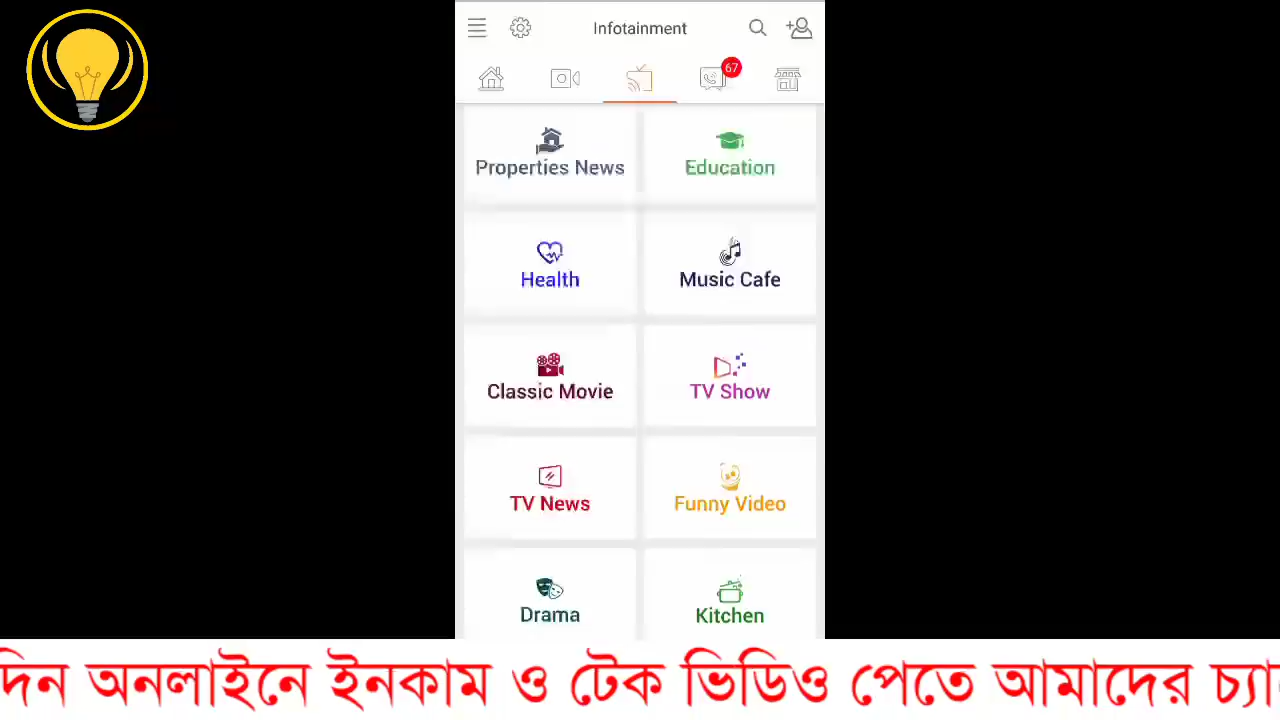 Infotainment
67
Properties News
Education
Health
Music Cafe
Classic Movie
TV Show
TV News
Funny Video
Drama
Kitchen
দিন অনলাইনে ইনকাম ও টেক ভিডিও পেতে আমাদের